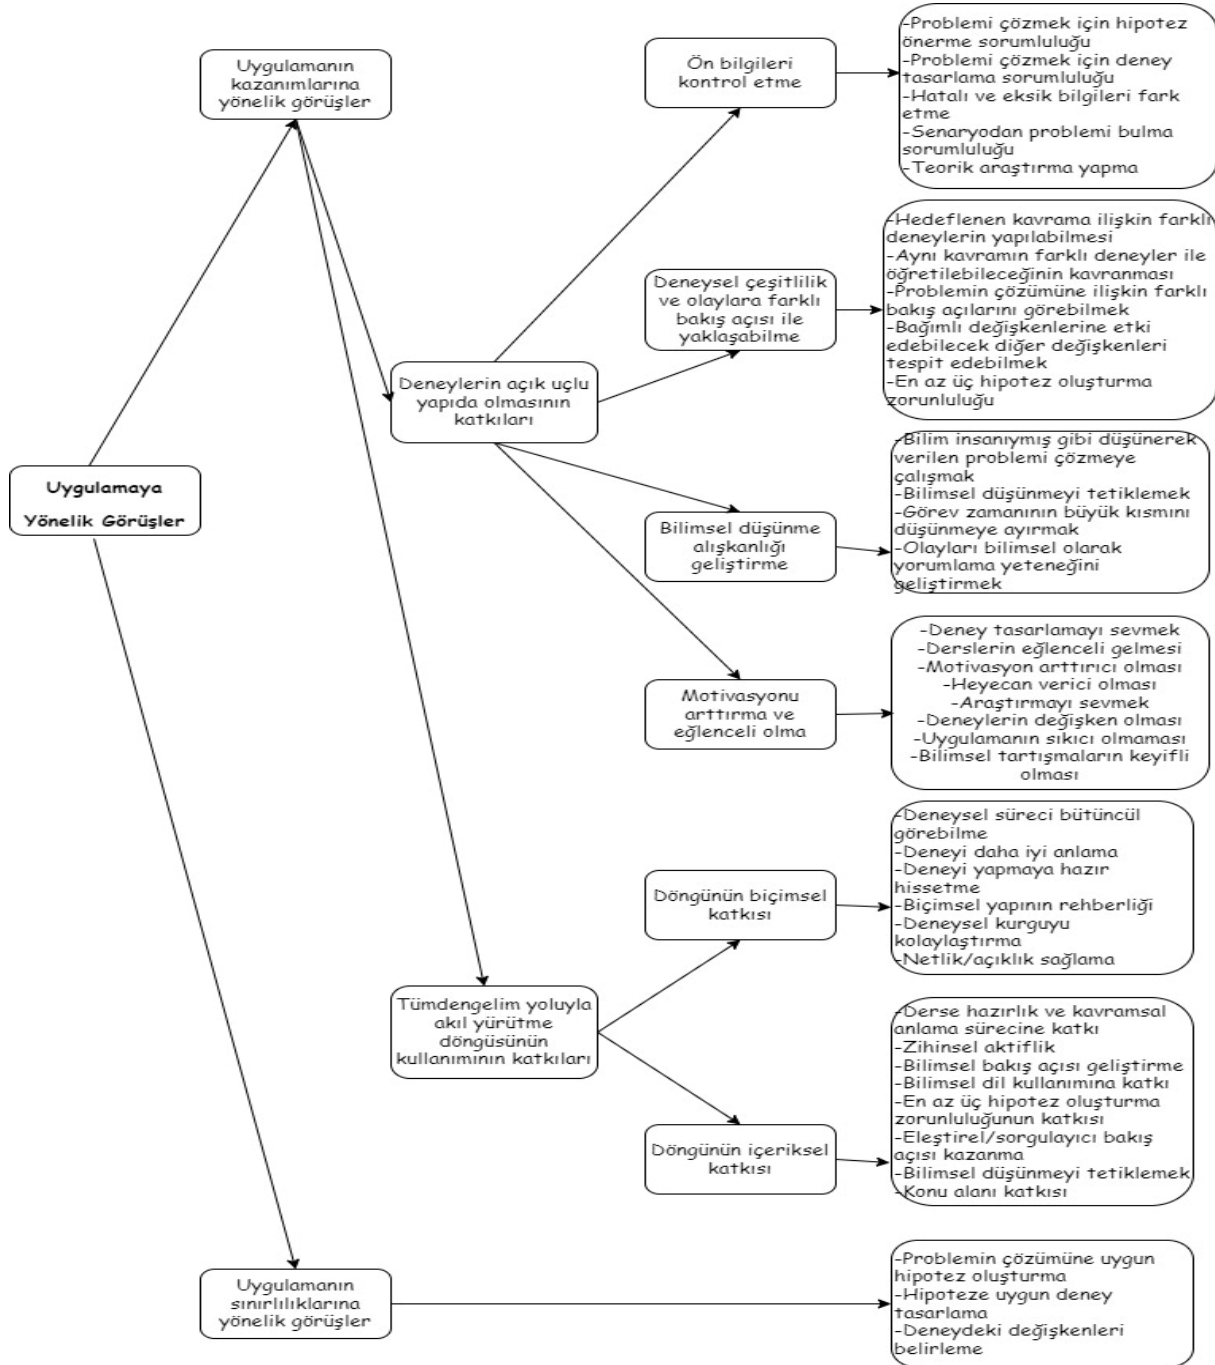 Uygulamaya
Yönelik Görüşler
Uygulamanın
kazanımlarına
yönelik görüşler
Deneylerin açık uçlu
yapıda olmasının
katkıları
Ön bilgileri
kontrol etme
-Problemi çözmek için hipotez
önerme sorumluluğu
-Problemi çözmek için deney
tasarlama sorumluluğu
-Hatalı ve eksik bilgileri fark
etme
-Senaryodan problemi bulma
sorumluluğu
-Teorik araştırma yapma
Deneysel çeşitlilik
ve olaylara farklı
bakış açısı ile
yaklaşabilme
-Hedeflenen kavrama ilişkin farklı
deneylerin yapılabilmesi
-Aynı kavramın farklı deneyler ile
öğretilebileceğinin kavranması
-Problemin çözümüne ilişkin farklı
bakış açılarını görebilmek
-Bağımlı değişkenlerine etki
edebilecek diğer değişkenleri
tespit edebilmek
-En az üç hipotez oluşturma
zorunluluğu
Bilimsel düşünme
alışkanlığı
geliştirme
-Bilim insanıymış gibi düşünerek
verilen problemi çözmeye
çalışmak
-Bilimsel düşünmeyi tetiklemek
-Görev zamanının büyük kısmını
düşünmeye ayırmak
-Olayları bilimsel olarak
yorumlama yeteneğini
geliştirmek
Motivasyonu
arttırma ve
eğlenceli olma
-Deney tasarlamayı sevmek
-Derslerin eğlenceli gelmesi
-Motivasyon arttırıcı olması
-Heyecan verici olması
-Araştırmayı sevmek
-Deneylerin değişken olması
-Uygulamanın sıkıcı olmaması
-Bilimsel tartışmaların keyifli
olması
Tümdengelim yoluyla
akıl yürütme
döngüsünün
kullanımının katkıları
Döngünün biçimsel
katkısı
-Deneysel süreci bütüncül
görebilme
-Deneyi daha iyi anlama
-Deneyi yapmaya hazır
hissetme
-Biçimsel yapının rehberliği
-Deneysel kurguyu
kolaylaştırma
-Netlik/açıklık sağlama
Döngünün içeriksel
katkısı
-Derse hazırlık ve kavramsal
anlama sürecine katkı
-Zihinsel aktiflik
-Bilimsel bakış açısı geliştirme
-Bilimsel dil kullanımına katkı
-En az üç hipotez oluşturma
zorunluluğunun katkısı
-Eleştirel/sorgulayıcı bakış
açısı kazanma
-Bilimsel düşünmeyi tetiklemek
-Konu alanı katkısı
Uygulamanın
sınırlılıklarına
yönelik görüşler
-Problemin çözümüne uygun
hipotez oluşturma
-Hipoteze uygun deney
tasarlama
-Deneydeki değişkenleri
belirleme